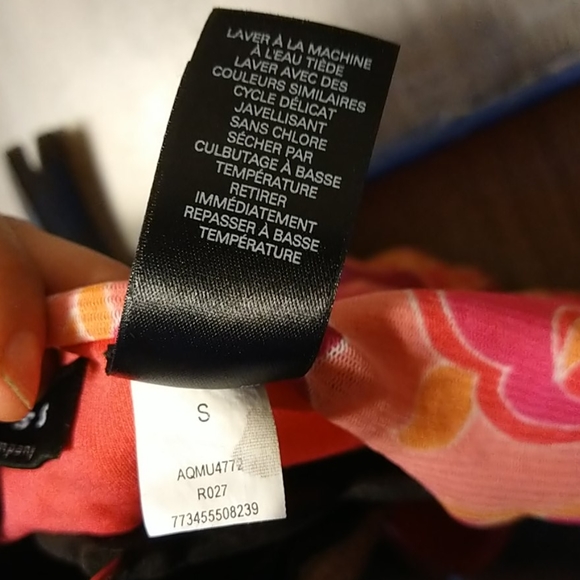 LAVER À LA MACHINE
À L'EAU TIÈDE
LAVER AVEC DES
COULEURS SIMILAIRES
CYCLE DÉLICAT
JAVELLISANT
SANS CHLORE
SÉCHER PAR
CULBUTAGE À BASSE
TEMPÉRATURE
RETIRER
IMMÉDIATEMENT
REPASSER À BASSE
TEMPÉRATURE
S
AQMU4772
R027
773455508239